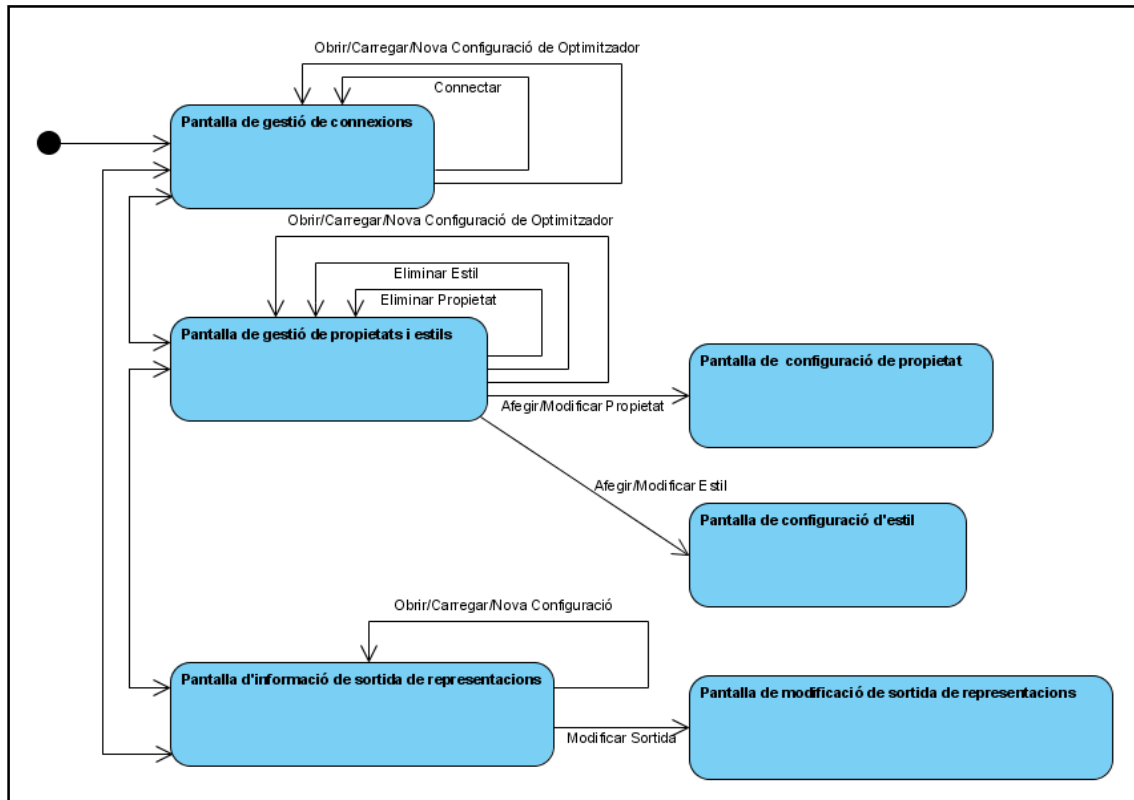 Obrir/Carregar/Nova Configuració de Optimitzador
Connectar
Pantalla de gestió de connexions
Obrir/Carregar/Nova Configuració de Optimitzador
Eliminar Estil
Eliminar Propietat
Pantalla de gestió de propietats i estils
Pantalla de configuració de propietat
Afegir/Modificar Propietat
Afegir/Modificar Estil
Pantalla de configuració d'estil
Obrir/Carregar/Nova Configuració
Pantalla d'informació de sortida de representacions
Pantalla de modificació de sortida de representacions
Modificar Sortida